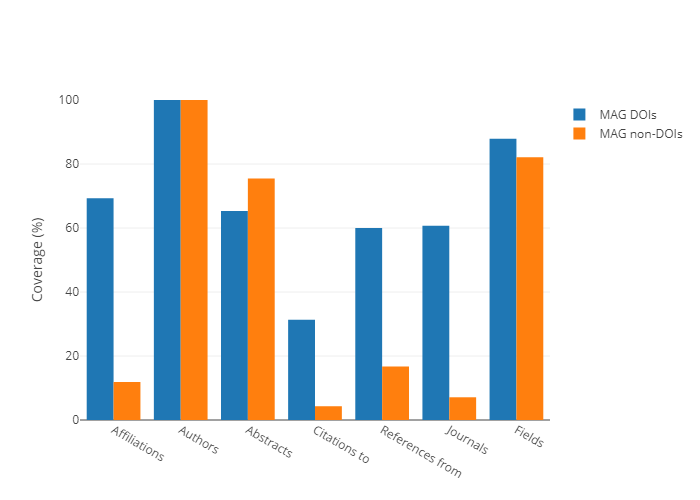 MAG DOIs
MAG non-DOIs
Coverage (%)
100
80
60
40
20
0
Affiliations
Authors
Abstracts
Citations to
References from
Journals
Fields